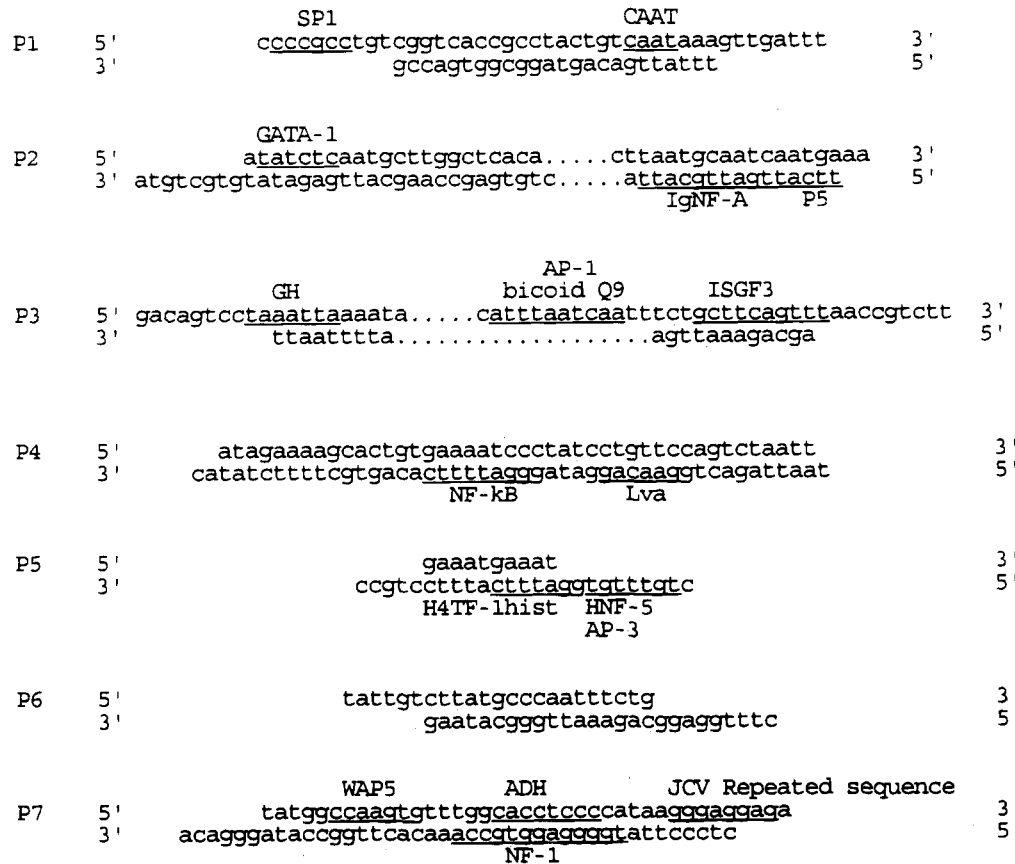 SP1 CAAT
P1 5' ccccgcctgtcggtcaccgcctactgtcaataaagttgattt 3'
3' gccagtggcggatgacagttattt 5'
GATA-1
P2 5' atatctcaatgcttggctcaca.....cttaatgcaatcaatgaaa 3'
3' atgtcgtgtatagagttacgaaccgagtgtc.....attacgttagttactt 5'
IgNF-A P5
AP-1
GH bicoid Q9 ISGF3
P3 5' gacagtcctaaattaaaata.....catttaatcaatttctgcttcagtttaaccgtctt 3'
3' ttaatttta...................agttaaagacga 5'
P4 5' atagaaaagcactgtgaaaatccctatcctgttccagtctaatt 3'
3' catatcttttcgtgacacttttagggataggacaaggtcagattaat 5'
NF-kB Lva
P5 5' gaaatgaaat 3'
3' ccgtcctttactttaggtgtttgtc 5'
H4TF-1hist HNF-5
AP-3
P6 5' tattgtcttatgcccaatttctg 3
3' gaatacgggttaaagacggaggtttc 5
WAP5 ADH JCV Repeated sequence
P7 5' tatggccaagtgtttggcacctccccataagggaggaga 3
3' acagggataccggttcacaaaccgtggaggggtattccctc 5
NF-1